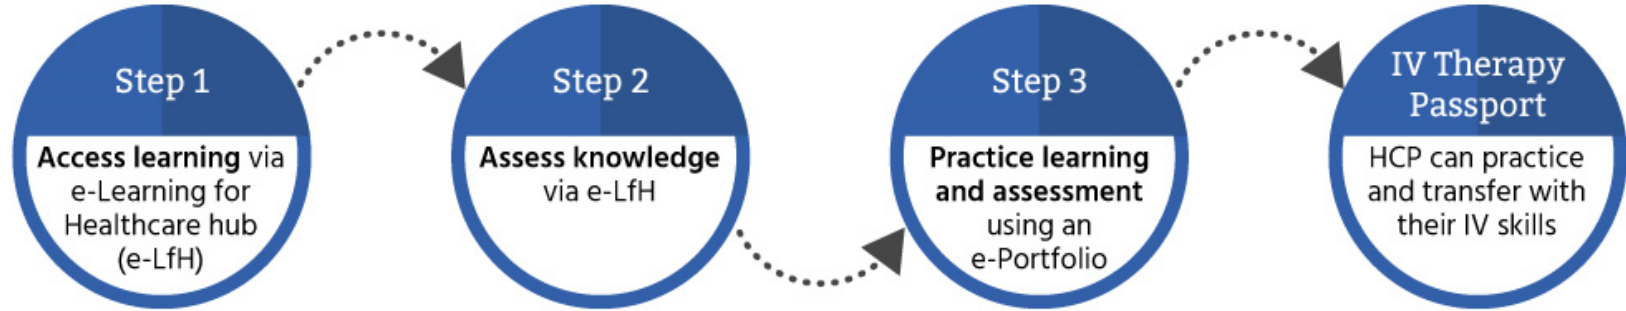 Step 1
Access learning via
e-Learning for
Healthcare hub
(e-LfH)
Step 2
Assess knowledge
via e-LfH
Step 3
Practice learning
and assessment
using an
e-Portfolio
IV Therapy
Passport
HCP can practice
and transfer with
their IV skills